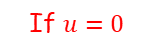 If u = 0